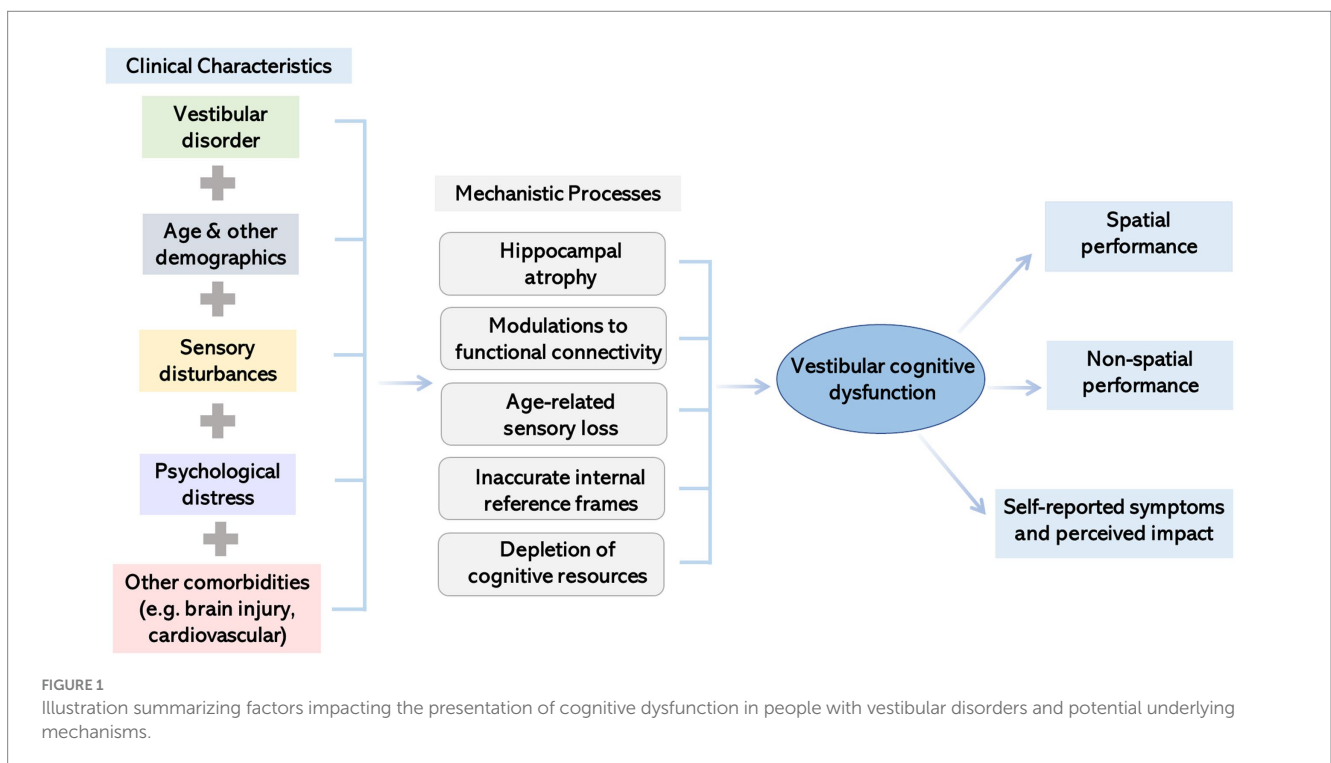 Clinical Characteristics
Vestibular
disorder
Age & other
demographics
Sensory
disturbances
Psychological
distress
Other comorbidities
(e.g. brain injury,
cardiovascular)
Mechanistic Processes
Hippocampal
atrophy
Modulations to
functional connectivity
Age-related
sensory loss
Inaccurate internal
reference frames
Depletion of
cognitive resources
Vestibular cognitive
dysfunction
Spatial
performance
Non-spatial
performance
Self-reported symptoms
and perceived impact
FIGURE 1
Illustration summarizing factors impacting the presentation of cognitive dysfunction in people with vestibular disorders and potential underlying
mechanisms.